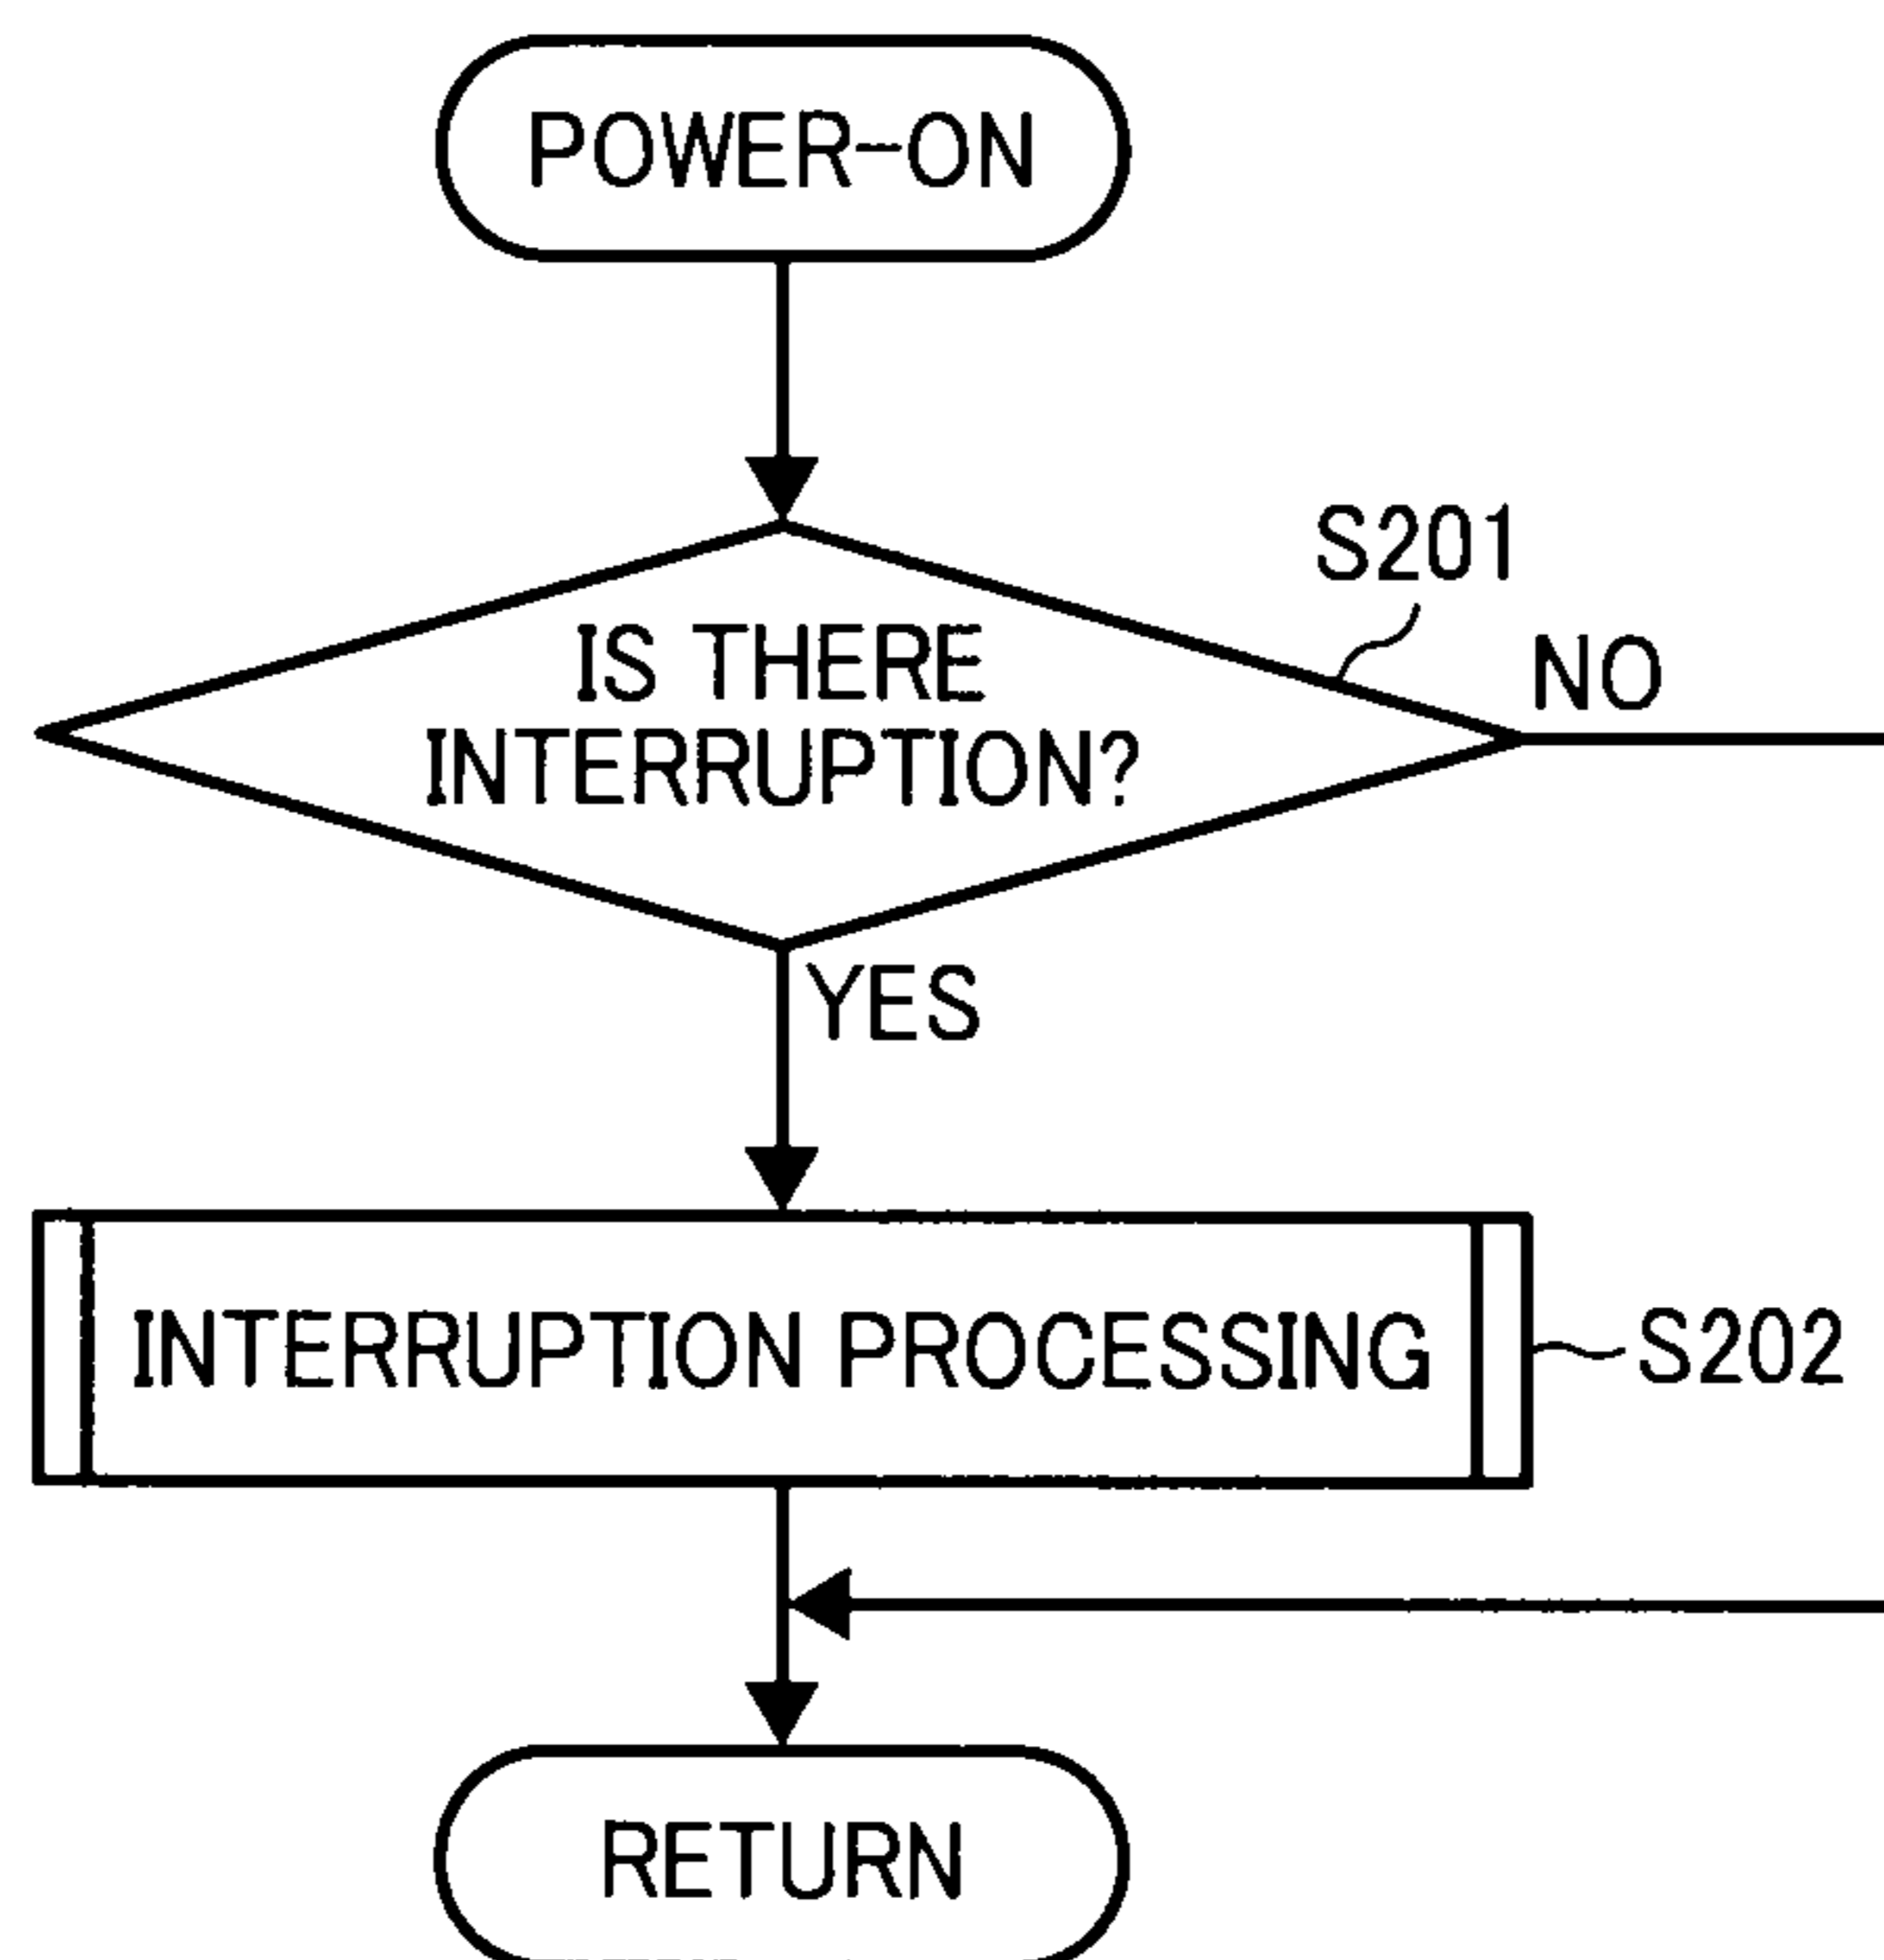 POWER-ON
S201
IS THERE
INTERRUPTION?
NO
YES
INTERRUPTION PROCESSING
S202
RETURN